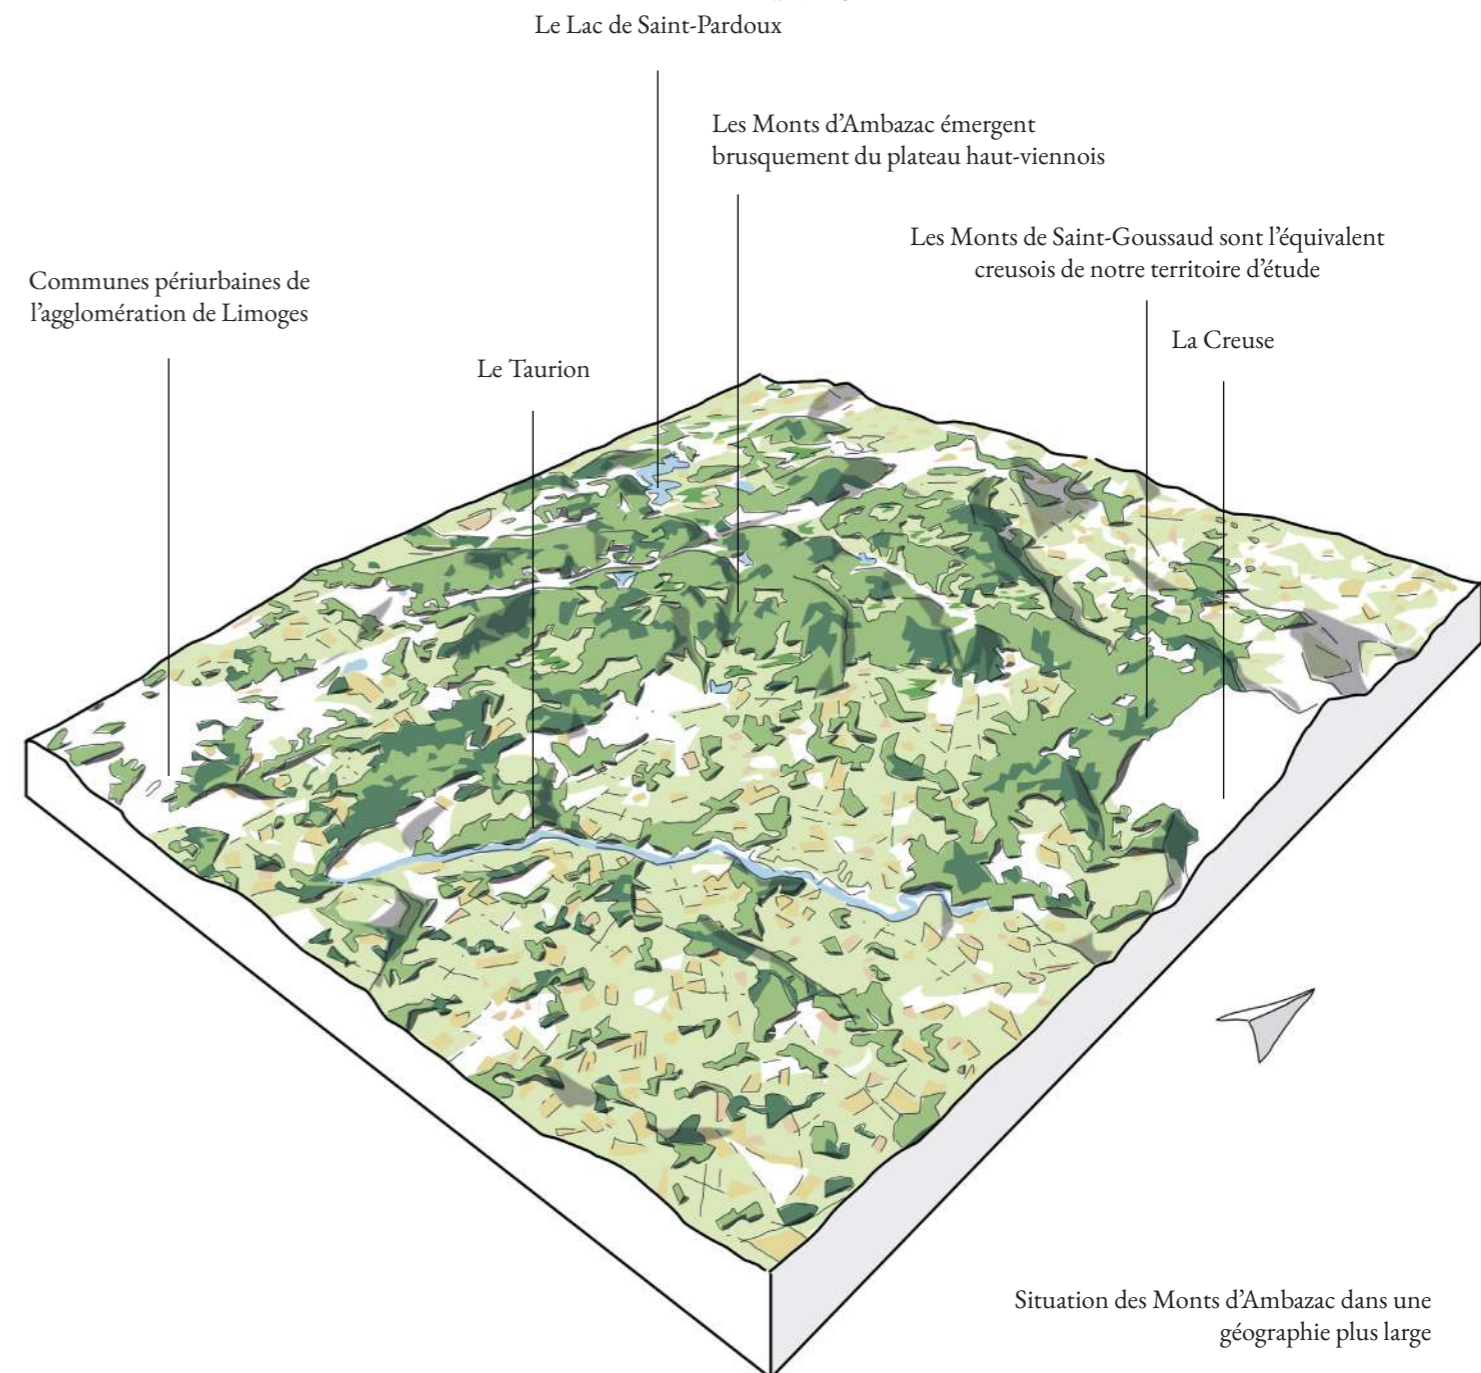 Le Lac de Saint-Pardoux
Les Monts d’Ambazac émergent
brusquement du plateau haut-viennois
Les Monts de Saint-Goussaud sont l’équivalent
creusois de notre territoire d’étude
Communes périurbaines de
l’agglomération de Limoges
La Creuse
Le Taurion
Situation des Monts d’Ambazac dans une
géographie plus large